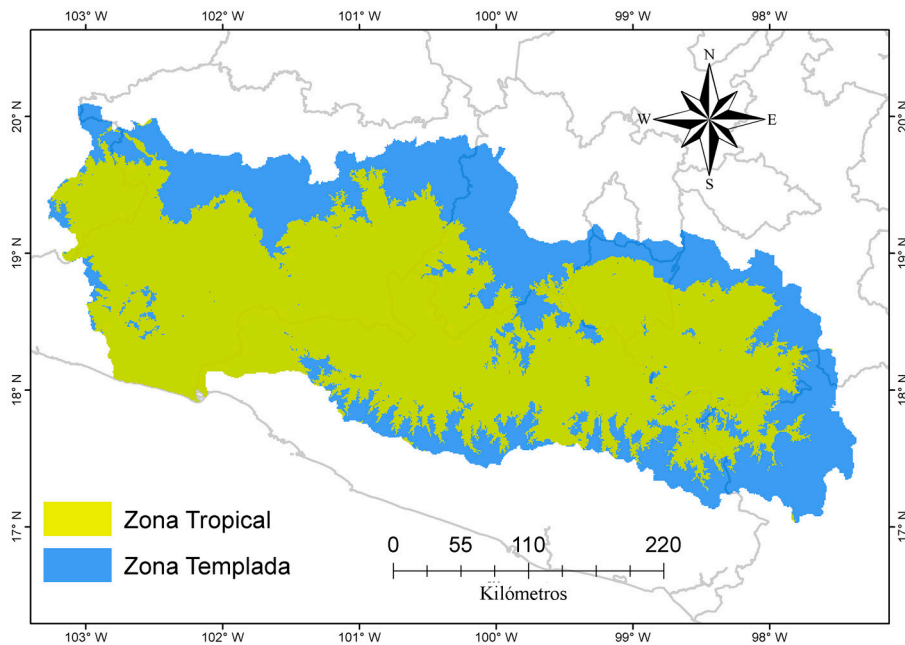 103° W 102° W 101° W 100° W 99° W 98° W
20° N
20° N
19° N
19° N
18° N
18° N
17° N
17° N
N
W
E
S
Zona Tropical
Zona Templada
0 55 110 220
Kilómetros
103° W 102° W 101° W 100° W 99° W 98° W